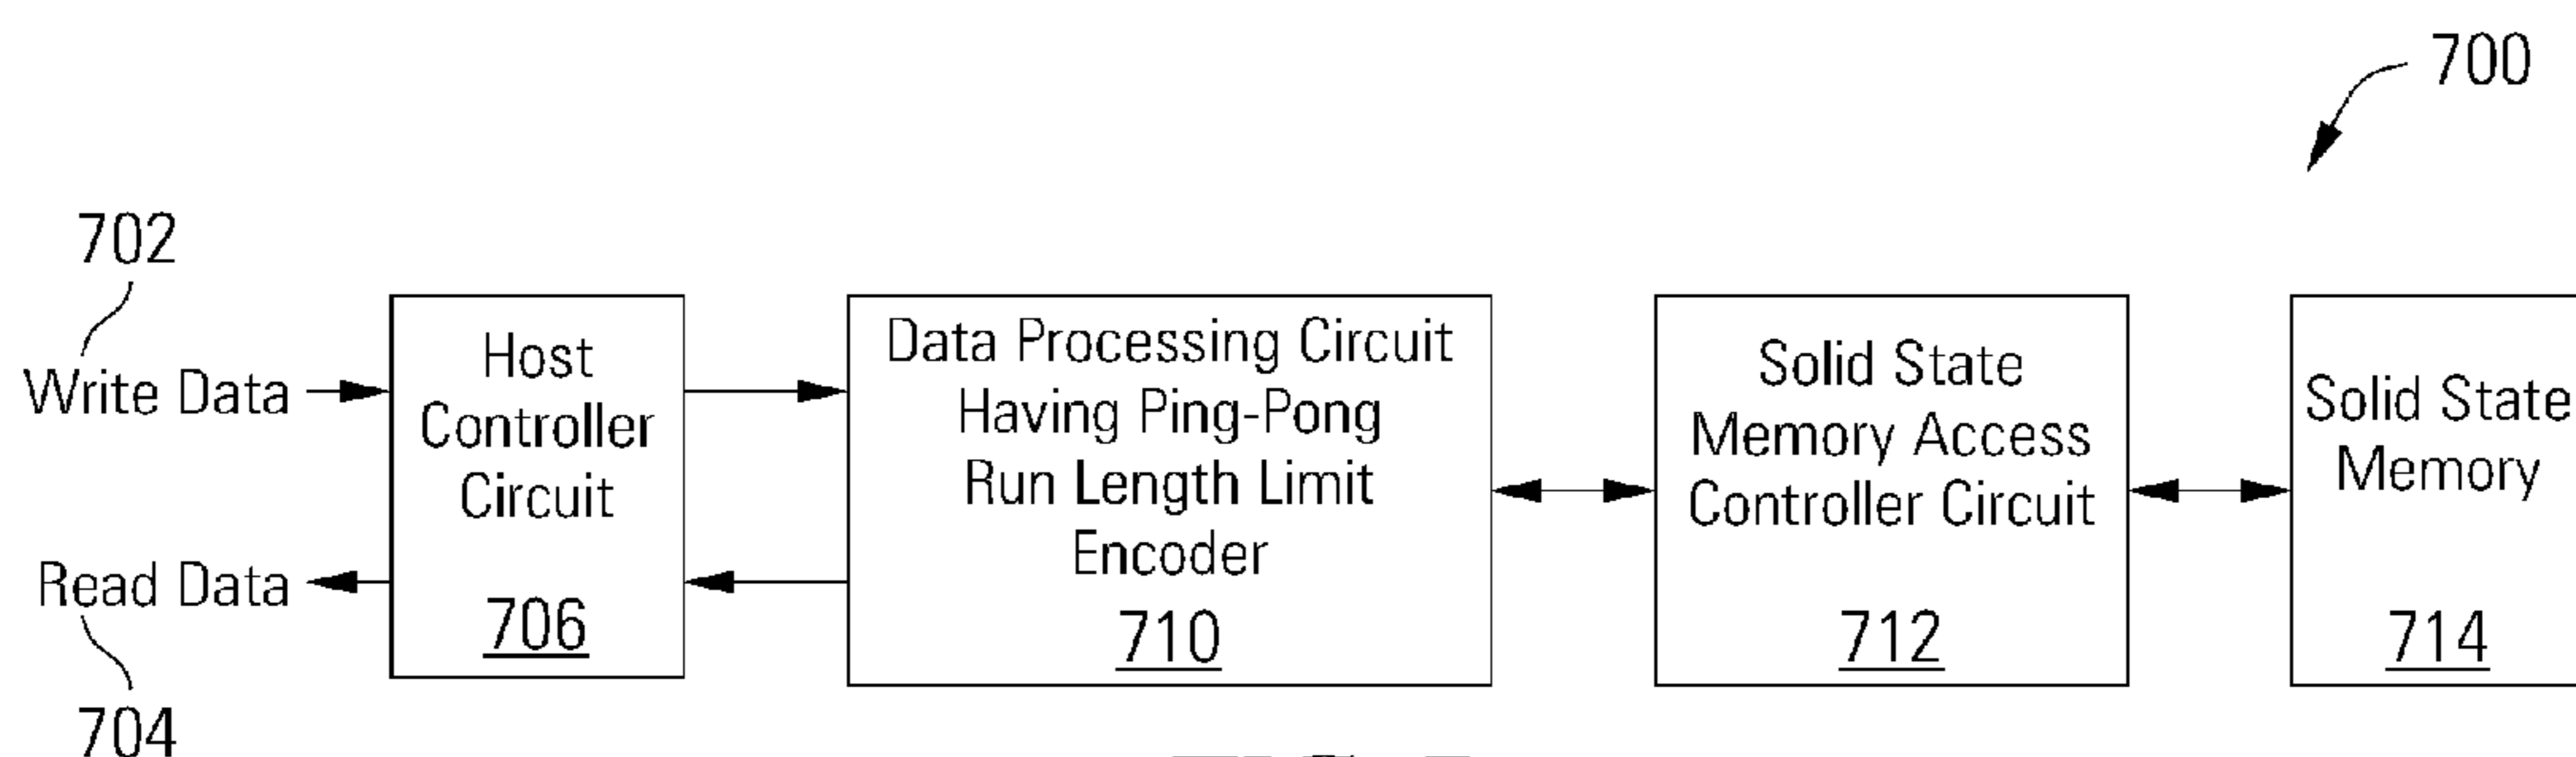 700
702
Write Data
Read Data
704
Host
Controller
Circuit
706
Data Processing Circuit
Having Ping-Pong
Run Length Limit
Encoder
710
Solid State
Memory Access
Controller Circuit
712
Solid State
Memory
714